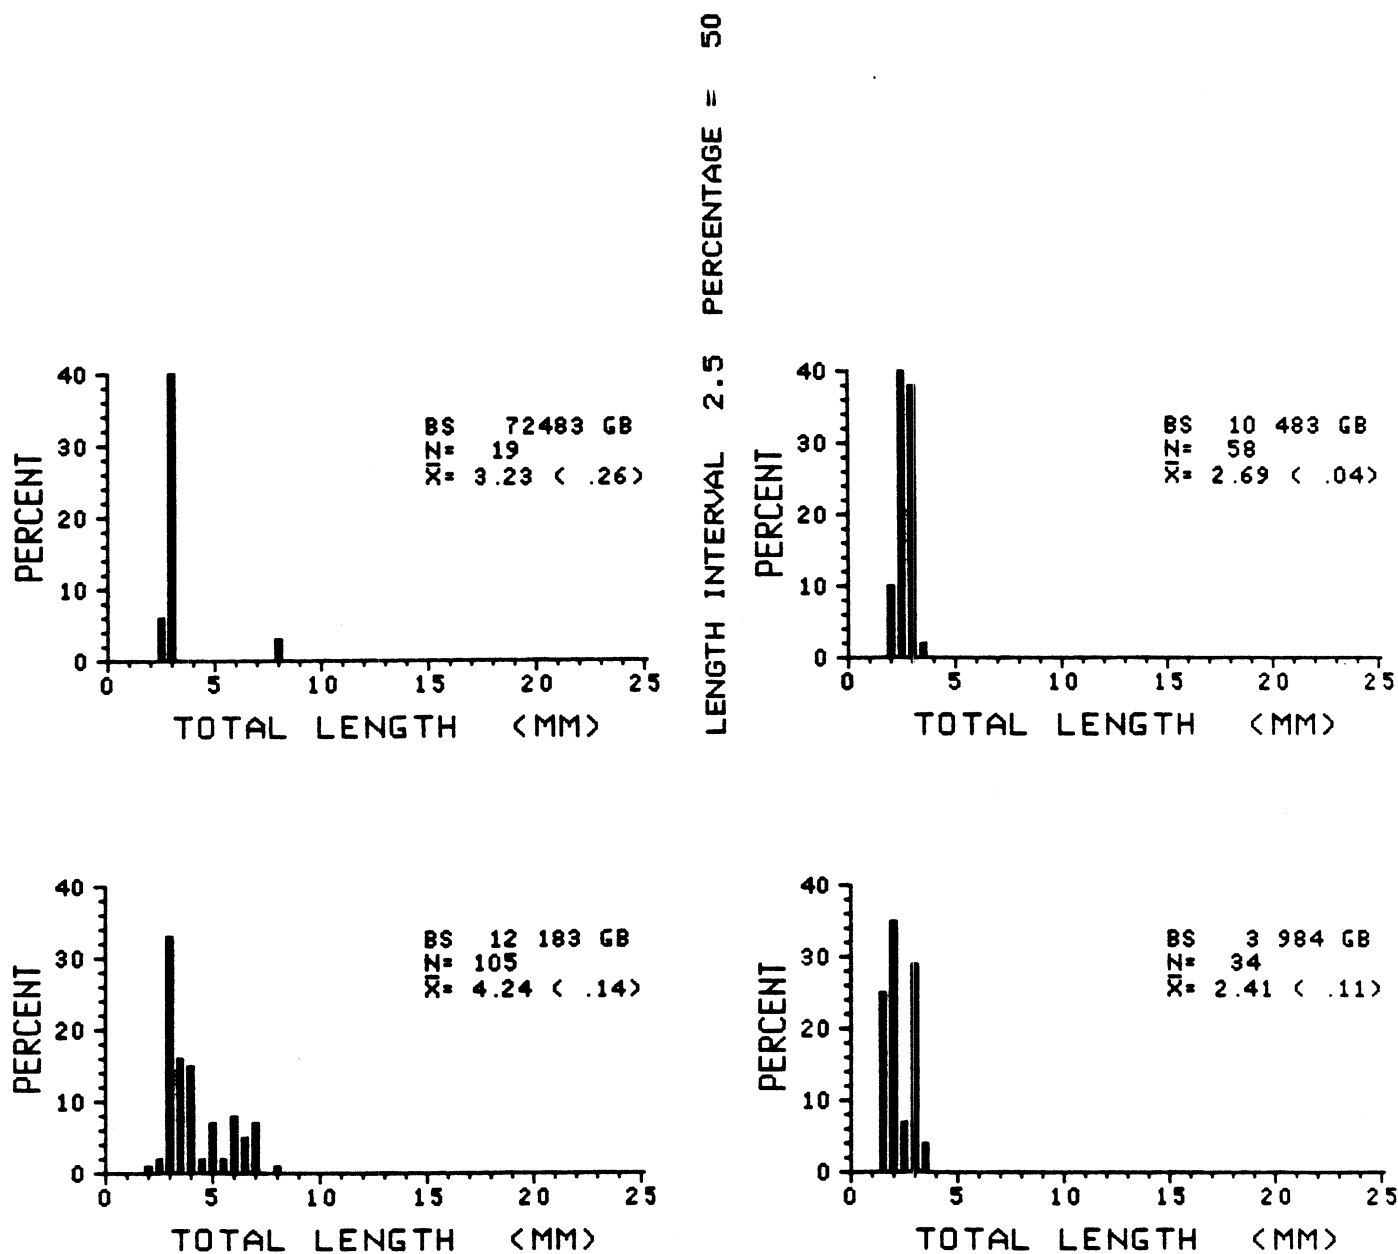 LENGTH INTERVAL 2.5 PERCENTAGE = 50
40
30
20
10
0
PERCENT
BS 72483 GB
N= 19
X̄= 3.23 ( .26)
0 5 10 15 20 25
TOTAL LENGTH (MM)
40
30
20
10
0
PERCENT
BS 10 483 GB
N= 58
X̄= 2.69 ( .04)
0 5 10 15 20 25
TOTAL LENGTH (MM)
40
30
20
10
0
PERCENT
BS 12 183 GB
N= 105
X̄= 4.24 ( .14)
0 5 10 15 20 25
TOTAL LENGTH (MM)
40
30
20
10
0
PERCENT
BS 3 984 GB
N= 34
X̄= 2.41 ( .11)
0 5 10 15 20 25
TOTAL LENGTH (MM)